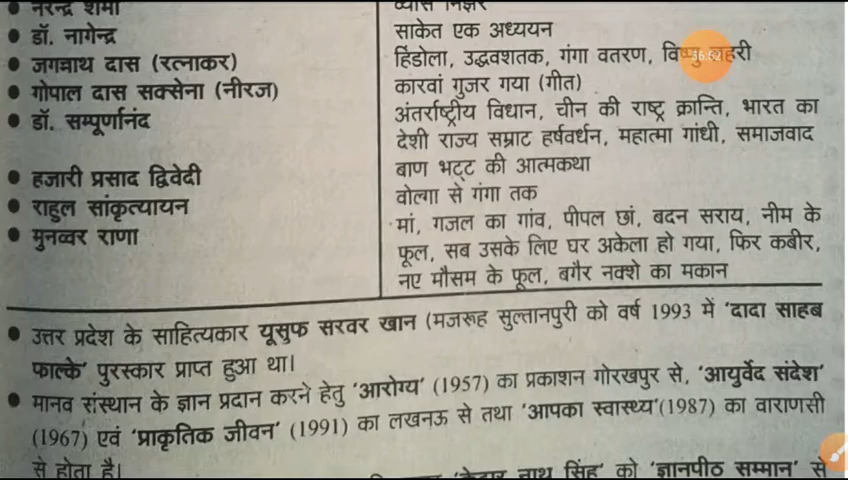 नरेन्द्र शर्मा
डॉ. नागेन्द्र साकेत एक अध्ययन
जगन्नाथ दास (रत्नाकर) हिंडोला, उद्धवशतक, गंगा वतरण,
गोपाल दास सक्सेना (नीरज) कारवां गुजर गया (गीत)
डॉ. सम्पूर्णानंद अंतर्राष्ट्रीय विधान, चीन की राष्ट्र क्रान्ति, भारत का
देशी राज्य सम्राट हर्षवर्धन, महात्मा गांधी, समाजवाद
हजारी प्रसाद द्विवेदी बाण भट्ट की आत्मकथा
राहुल सांकृत्यायन वोल्गा से गंगा तक
मुनव्वर राणा मां, गजल का गांव, पीपल छां, बदन सराय, नीम के
फूल, सब उसके लिए घर अकेला हो गया, फिर कबीर,
नए मौसम के फूल, बगैर नक्शे का मकान
उत्तर प्रदेश के साहित्यकार यूसुफ सरवर खान (मजरूह सुल्तानपुरी को वर्ष 1993 में 'दादा साहब
फाल्के' पुरस्कार प्राप्त हुआ था।
मानव संस्थान के ज्ञान प्रदान करने हेतु 'आरोग्य' (1957) का प्रकाशन गोरखपुर से, 'आयुर्वेद संदेश'
(1967) एवं 'प्राकृतिक जीवन' (1991) का लखनऊ से तथा 'आपका स्वास्थ्य'(1987) का वाराणसी
से होता है।
'केदार नाथ सिंह' को 'ज्ञानपीठ सम्मान' से